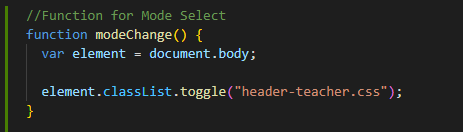 //Function for Mode Select
function modeChange() {
var element = document.body;
element.classList.toggle("header-teacher.css");
}